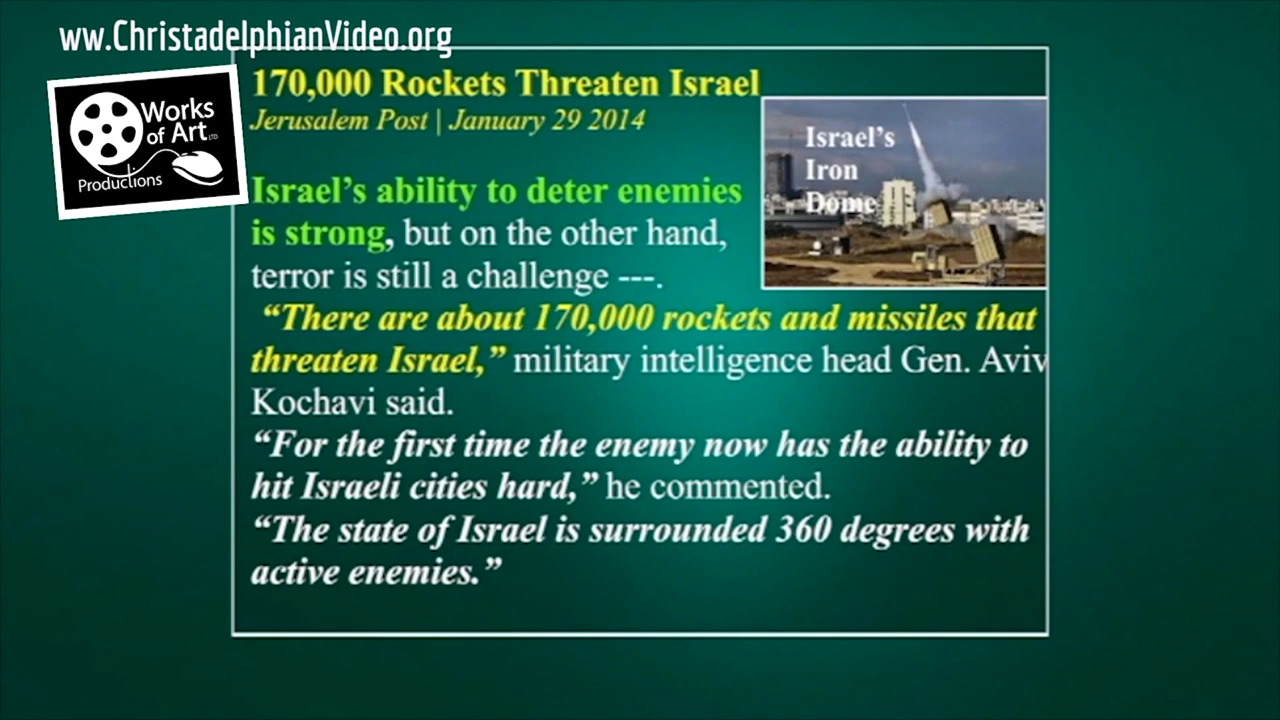 ww.ChristadelphianVideo.org
Works
of Art LTD
Productions
170,000 Rockets Threaten Israel
Jerusalem Post | January 29 2014
Israel’s
Iron
Dome
Israel’s ability to deter enemies
is strong, but on the other hand,
terror is still a challenge ---.
“There are about 170,000 rockets and missiles that
threaten Israel,” military intelligence head Gen. Aviv
Kochavi said.
“For the first time the enemy now has the ability to
hit Israeli cities hard,” he commented.
“The state of Israel is surrounded 360 degrees with
active enemies.”